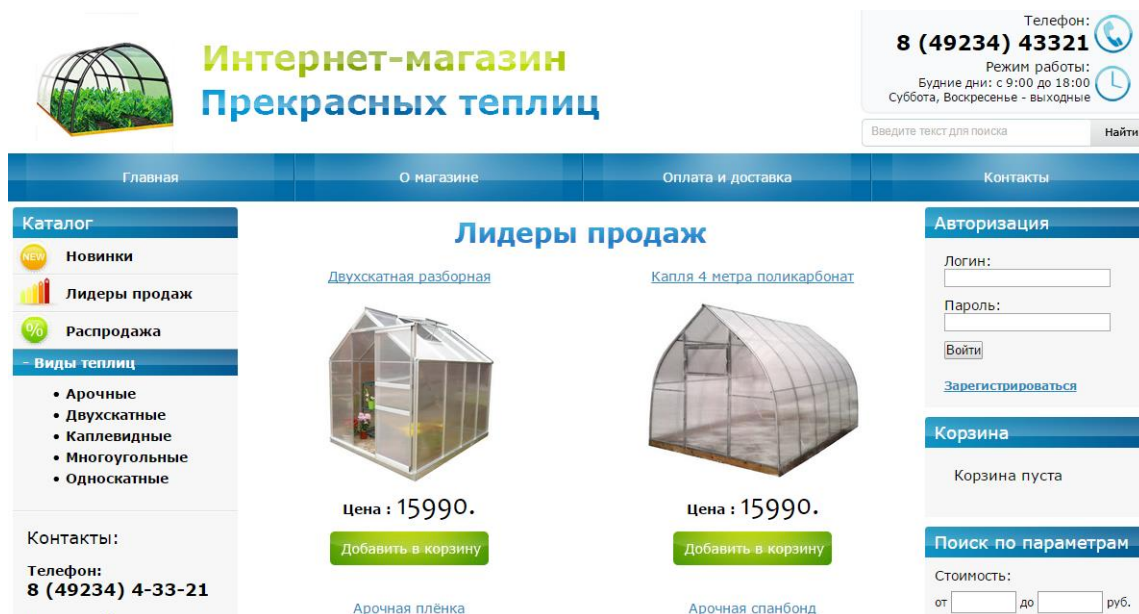 Интернет-магазин
Прекрасных теплиц
Телефон:
8 (49234) 43321
Режим работы:
Будние дни: с 9:00 до 18:00
Суббота, Воскресенье - выходные
Введите текст для поиска
Найти
Главная
О магазине
Оплата и доставка
Контакты
Каталог
NEW Новинки
Лидеры продаж
% Распродажа
- Виды теплиц
• Арочные
• Двухскатные
• Каплевидные
• Многоугольные
• Односкатные
Контакты:
Телефон:
8 (49234) 4-33-21
Лидеры продаж
Двухскатная разборная
Цена : 15990.
Добавить в корзину
Капля 4 метра поликарбонат
Цена : 15990.
Добавить в корзину
Арочная плёнка
Арочная спанбонд
Авторизация
Логин:
Пароль:
Войти
Зарегистрироваться
Корзина
Корзина пуста
Поиск по параметрам
Стоимость:
от до руб.